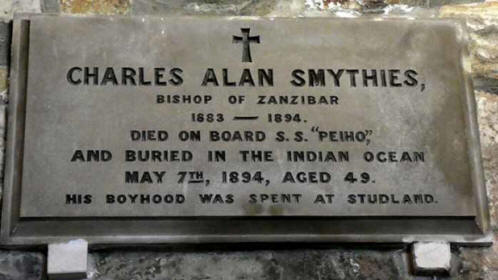 CHARLES ALAN SMYTHIES,
BISHOP OF ZANZIBAR
1883 — 1894.
DIED ON BOARD S.S. "PEIHO",
AND BURIED IN THE INDIAN OCEAN
MAY 7TH, 1894, AGED 49.
HIS BOYHOOD WAS SPENT AT STUDLAND.